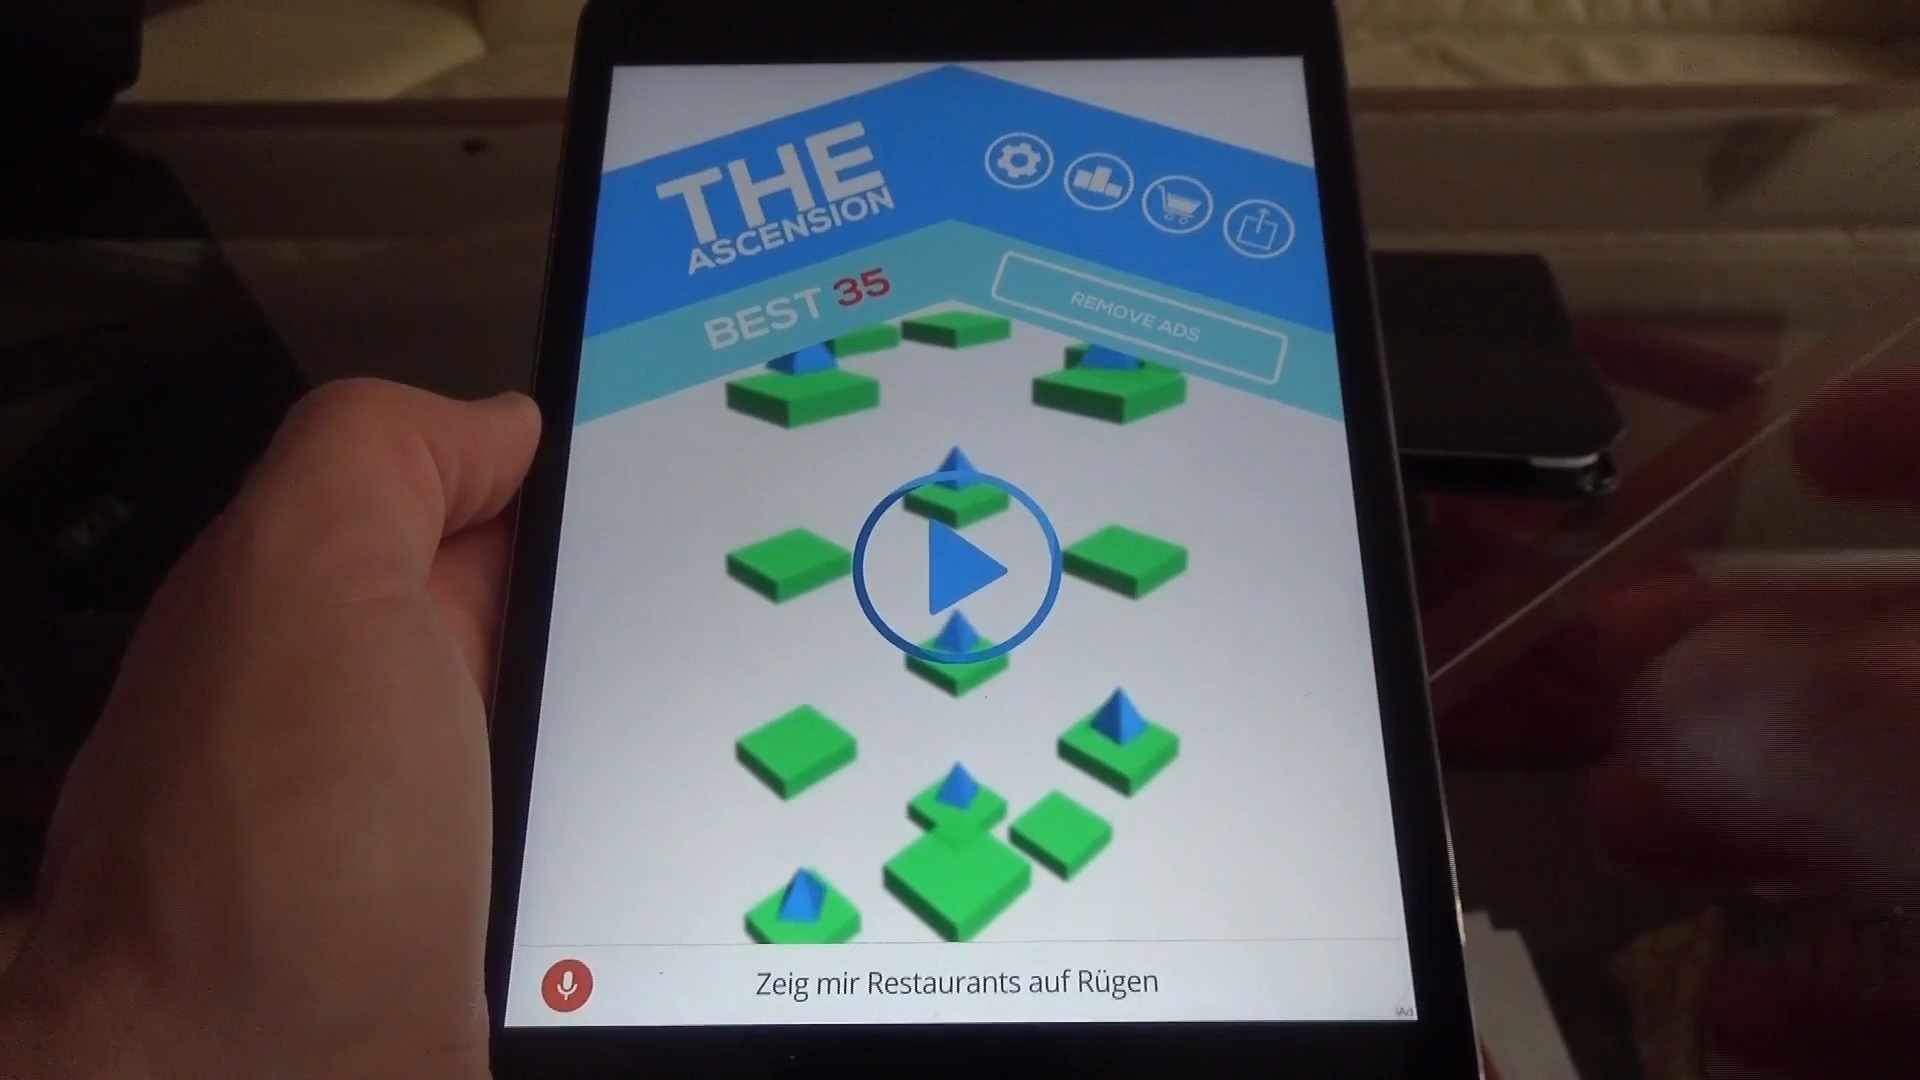 THE
ASCENSION
BEST 35
REMOVE ADS
Zeig mir Restaurants auf Rügen
iAd